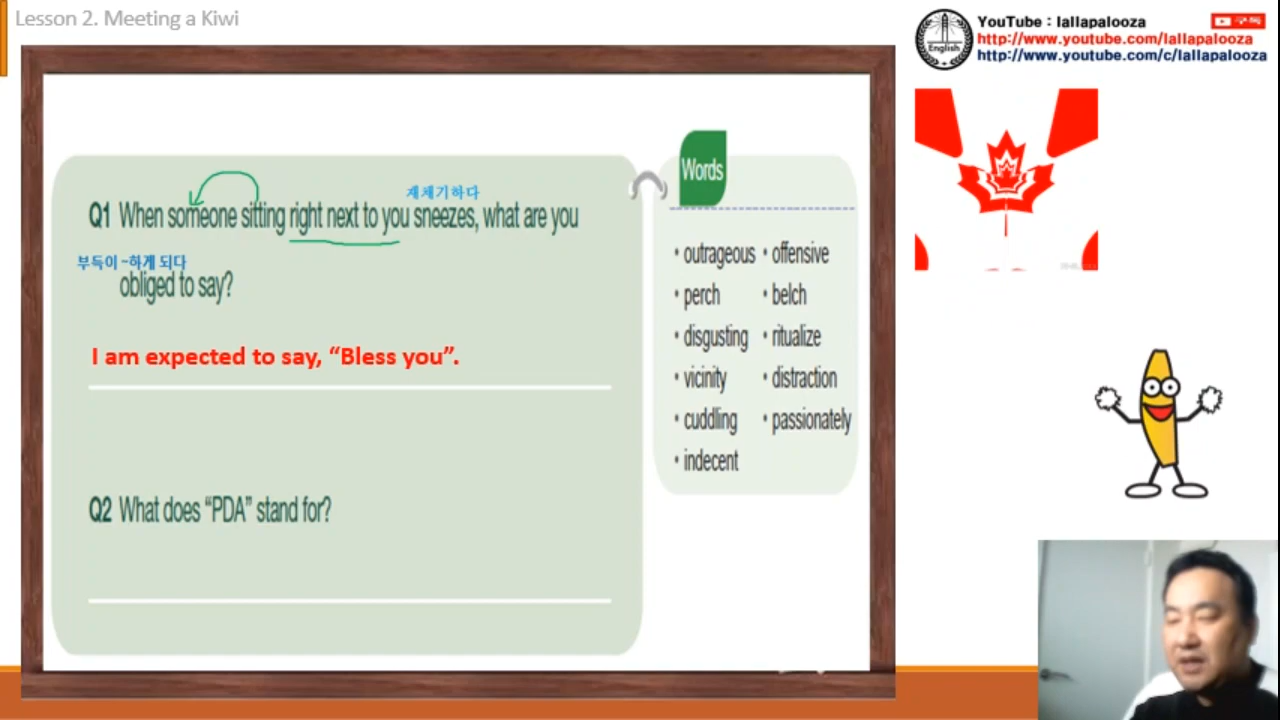 Lesson 2. Meeting a Kiwi
YouTube : lallapalooza
구독
http://www.youtube.com/lallapalooza
English
http://www.youtube.com/c/lallapalooza
Words
재채기하다
Q1 When someone sitting right next to you sneezes, what are you
부득이 -하게 되다
obliged to say?
I am expected to say, “Bless you”.
Q2 What does “PDA” stand for?
• outrageous • offensive
• perch • belch
• disgusting • ritualize
• vicinity • distraction
• cuddling • passionately
• indecent